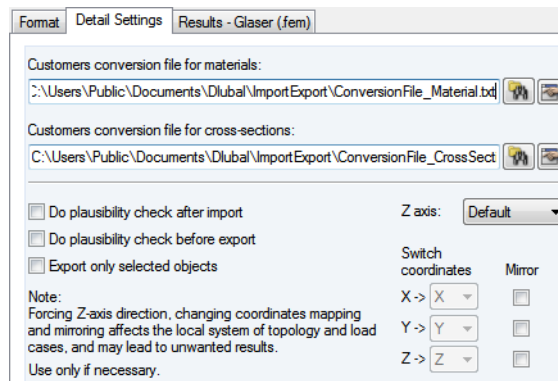 Format Detail Settings Results - Glaser (.fem)
Customers conversion file for materials:
:\Users\Public\Documents\Dlubal\ImportExport\ConversionFile_Material.txt
Customers conversion file for cross-sections:
C:\Users\Public\Documents\Dlubal\ImportExport\ConversionFile_CrossSect
Do plausibility check after import
Z axis: Default
Do plausibility check before export
Export only selected objects
Switch
coordinates
Mirror
Note:
Forcing Z-axis direction, changing coordinates mapping
and mirroring affects the local system of topology and load
cases, and may lead to unwanted results.
Use only if necessary.
X -> X
Y -> Y
Z -> Z